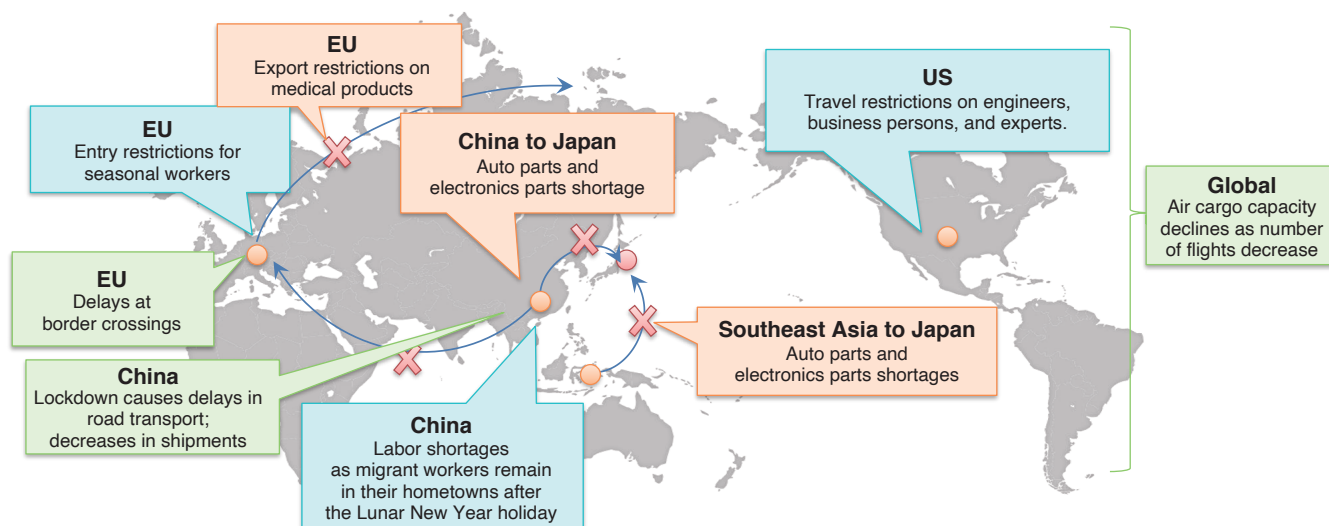 EU
Export restrictions on
medical products
US
Travel restrictions on engineers,
business persons, and experts.
EU
Entry restrictions for
seasonal workers
China to Japan
Auto parts and
electronics parts shortage
Global
Air cargo capacity
declines as number
of flights decrease
EU
Delays at
border crossings
Southeast Asia to Japan
Auto parts and
electronics parts shortages
China
Lockdown causes delays in
road transport;
decreases in shipments
China
Labor shortages
as migrant workers remain
in their hometowns after
the Lunar New Year holiday